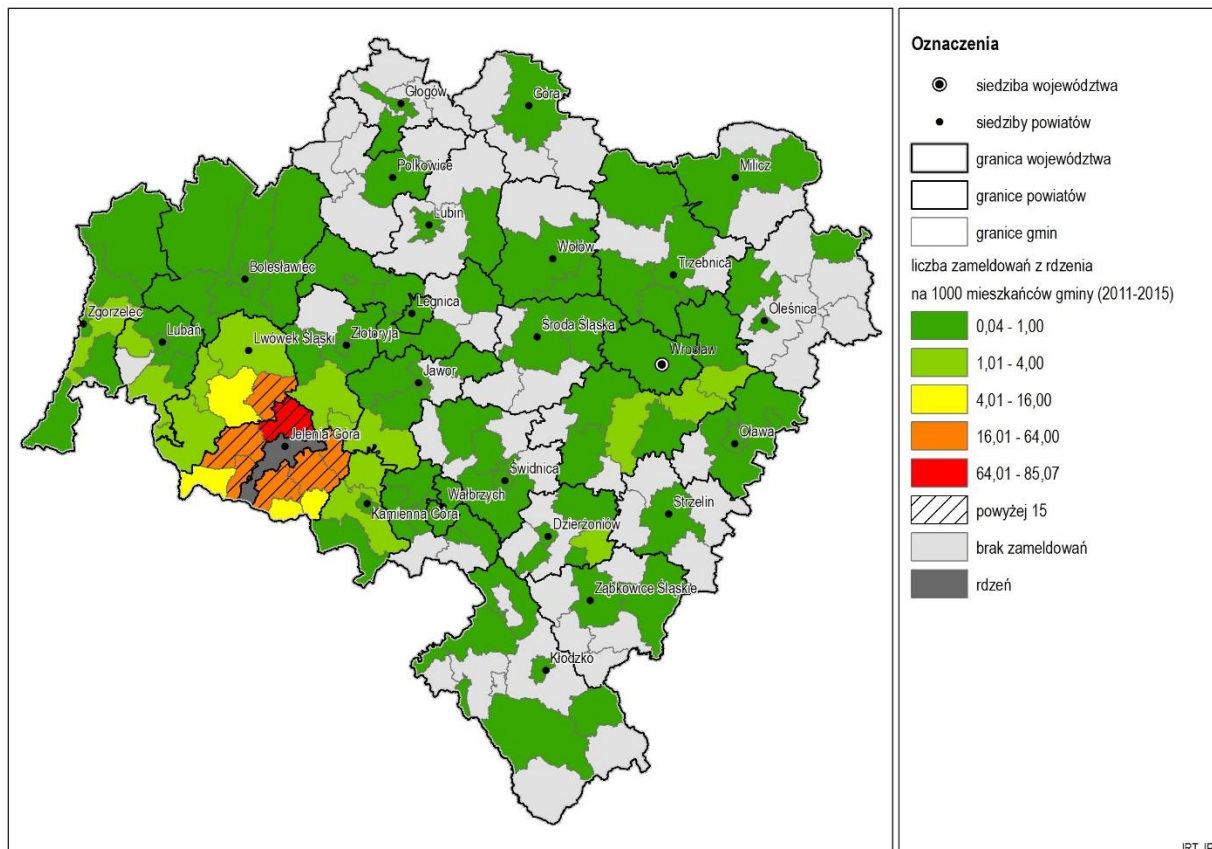 Głogów
Góra
Polkowice
Milicz
Lubin
Wołów
Trzebnica
Bolesławiec
Legnica
Oleśnica
Zgorzelec
Lubań
Lwówek Śląski
Złotoryja
Środa Śląska
Wrocław
Jawor
Jelenia Góra
Oława
Świdnica
Wałbrzych
Kamienna Góra
Strzelin
Dzierżoniów
Ząbkowice Śląskie
Kłodzko
Oznaczenia
siedziba województwa
siedziby powiatów
granica województwa
granice powiatów
granice gmin
liczba zameldowań z rdzenia
na 1000 mieszkańców gminy (2011-2015)
0,04 - 1,00
1,01 - 4,00
4,01 - 16,00
16,01 - 64,00
64,01 - 85,07
powyżej 15
brak zameldowań
rdzeń